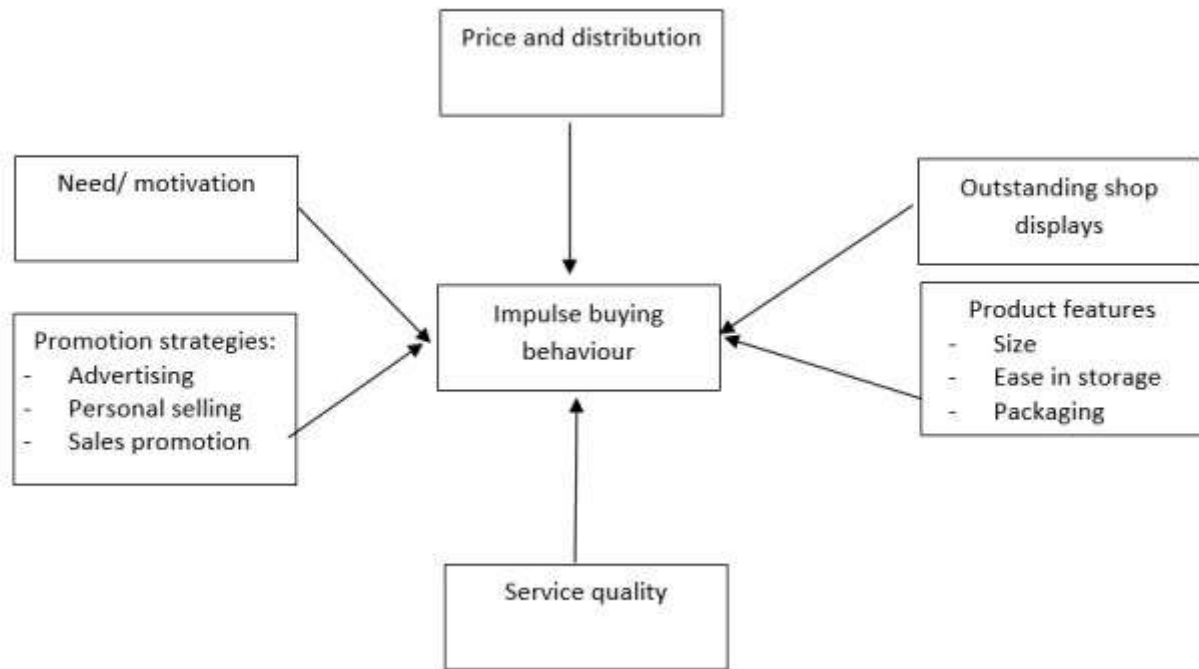 Price and distribution
Need/ motivation
Outstanding shop
displays
Promotion strategies:
- Advertising
- Personal selling
- Sales promotion
Impulse buying
behaviour
Product features
- Size
- Ease in storage
- Packaging
Service quality